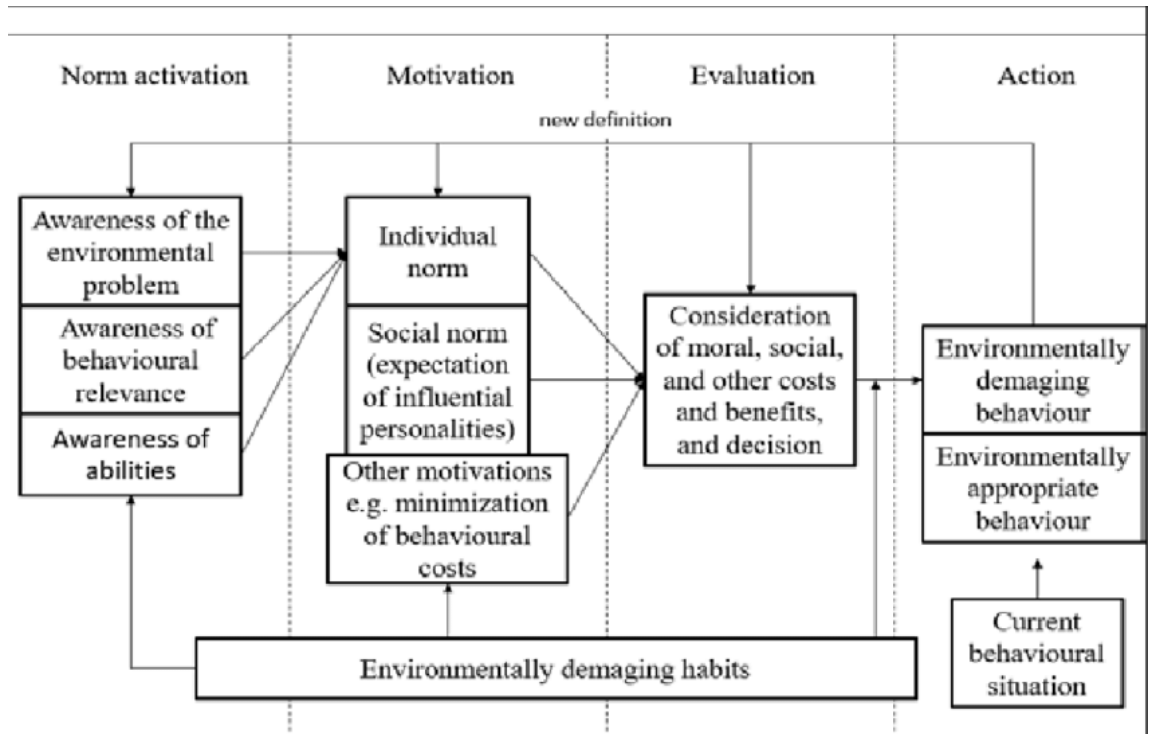 Norm activation
Motivation
Evaluation
Action
new definition
Awareness of the
environmental
problem
Awareness of
behavioural
relevance
Awareness of
abilities
Individual
norm
Social norm
(expectation
of influential
personalities)
Other motivations
e.g. minimization
of behavioural
costs
Consideration
of moral, social,
and other costs
and benefits,
and decision
Environmentally
demaging
behaviour
Environmentally
appropriate
behaviour
Current
behavioural
situation
Environmentally demaging habits